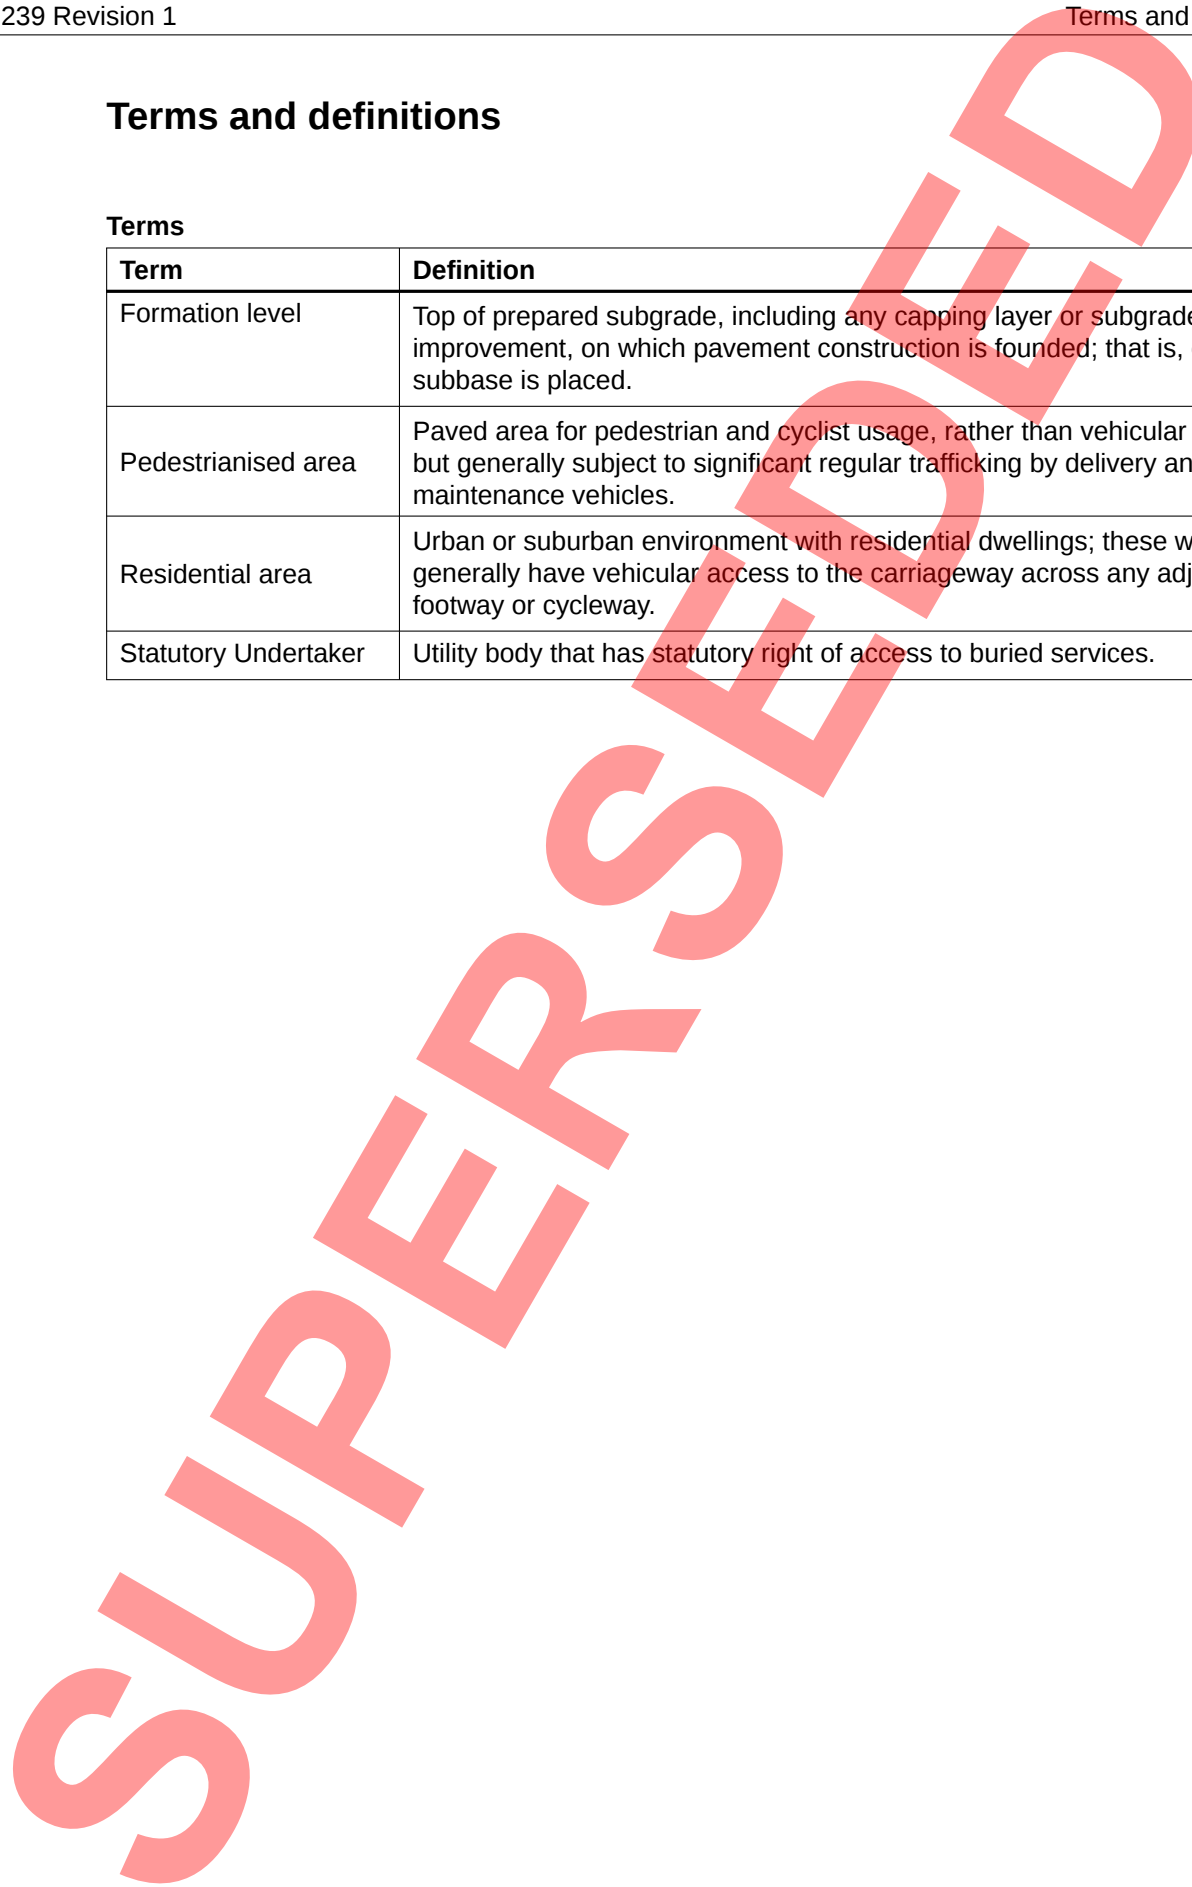 239 Revision 1
Terms and
Terms and definitions
Terms
Term Definition
Formation level
Top of prepared subgrade, including any capping layer or subgrade
improvement, on which pavement construction is founded; that is,
subbase is placed.
Pedestrianised area
Paved area for pedestrian and cyclist usage, rather than vehicular
but generally subject to significant regular trafficking by delivery an
maintenance vehicles.
Residential area
Urban or suburban environment with residential dwellings; these w
generally have vehicular access to the carriageway across any adj
footway or cycleway.
Statutory Undertaker Utility body that has statutory right of access to buried services.
SUPERSEDED